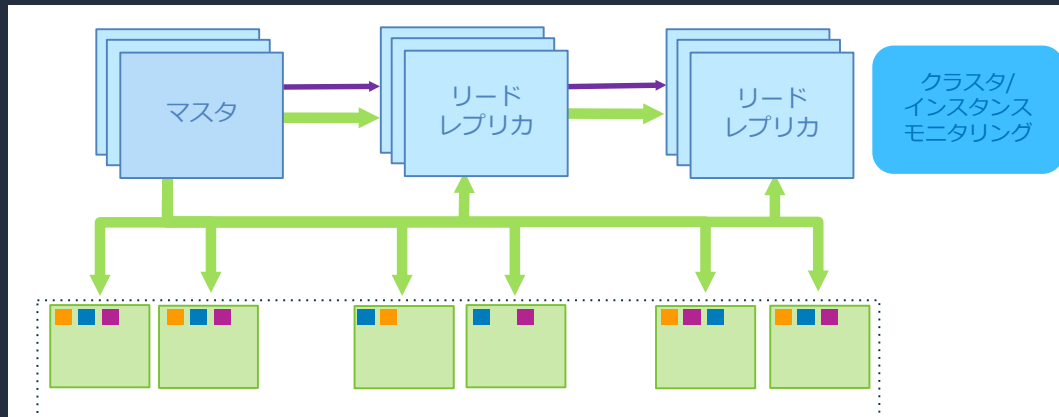 マスタ
リード
レプリカ
リード
レプリカ
クラスタ/
インスタンス
モニタリング